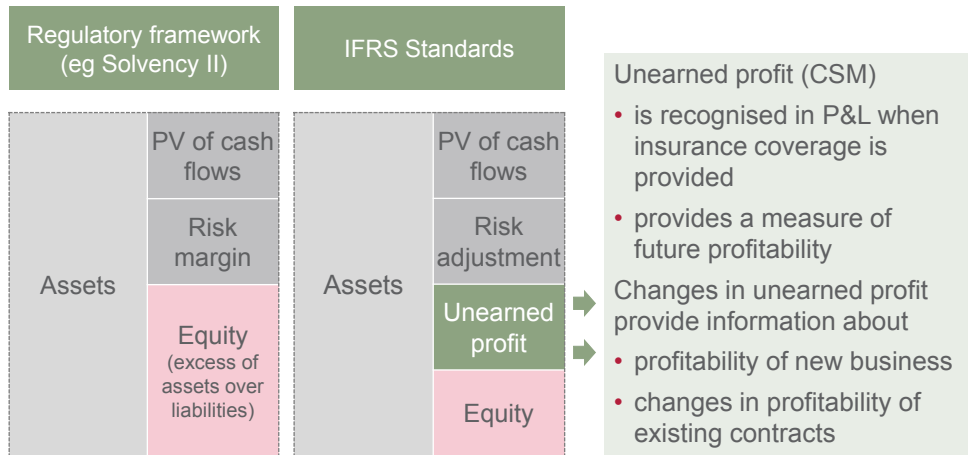 Regulatory framework
(eg Solvency II)
IFRS Standards
Assets
PV of cash
flows
Risk
margin
Equity
(excess of
assets over
liabilities)
Assets
PV of cash
flows
Risk
adjustment
Unearned
profit
Equity
Unearned profit (CSM)
• is recognised in P&L when
insurance coverage is
provided
• provides a measure of
future profitability
Changes in unearned profit
provide information about
• profitability of new business
• changes in profitability of
existing contracts